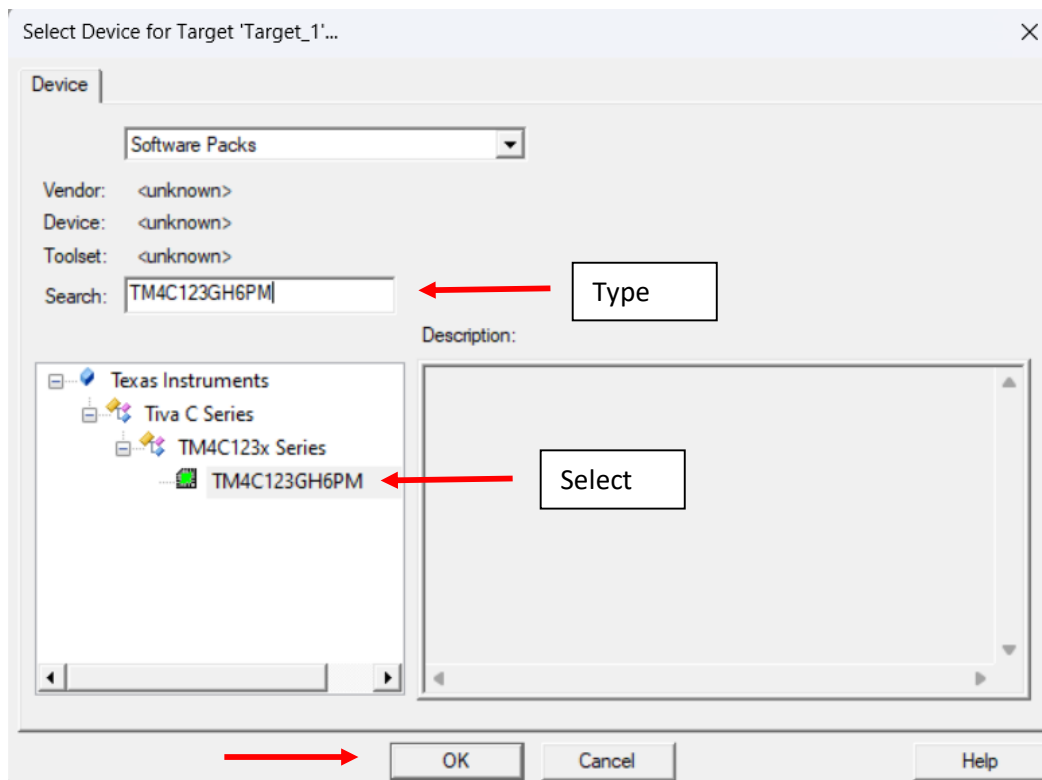 Select Device for Target 'Target_1'...
Device
Software Packs
Vendor: <unknown>
Device: <unknown>
Toolset: <unknown>
Search: TM4C123GH6PM
Type
Description:
Texas Instruments
Tiva C Series
TM4C123x Series
TM4C123GH6PM
Select
OK Cancel Help